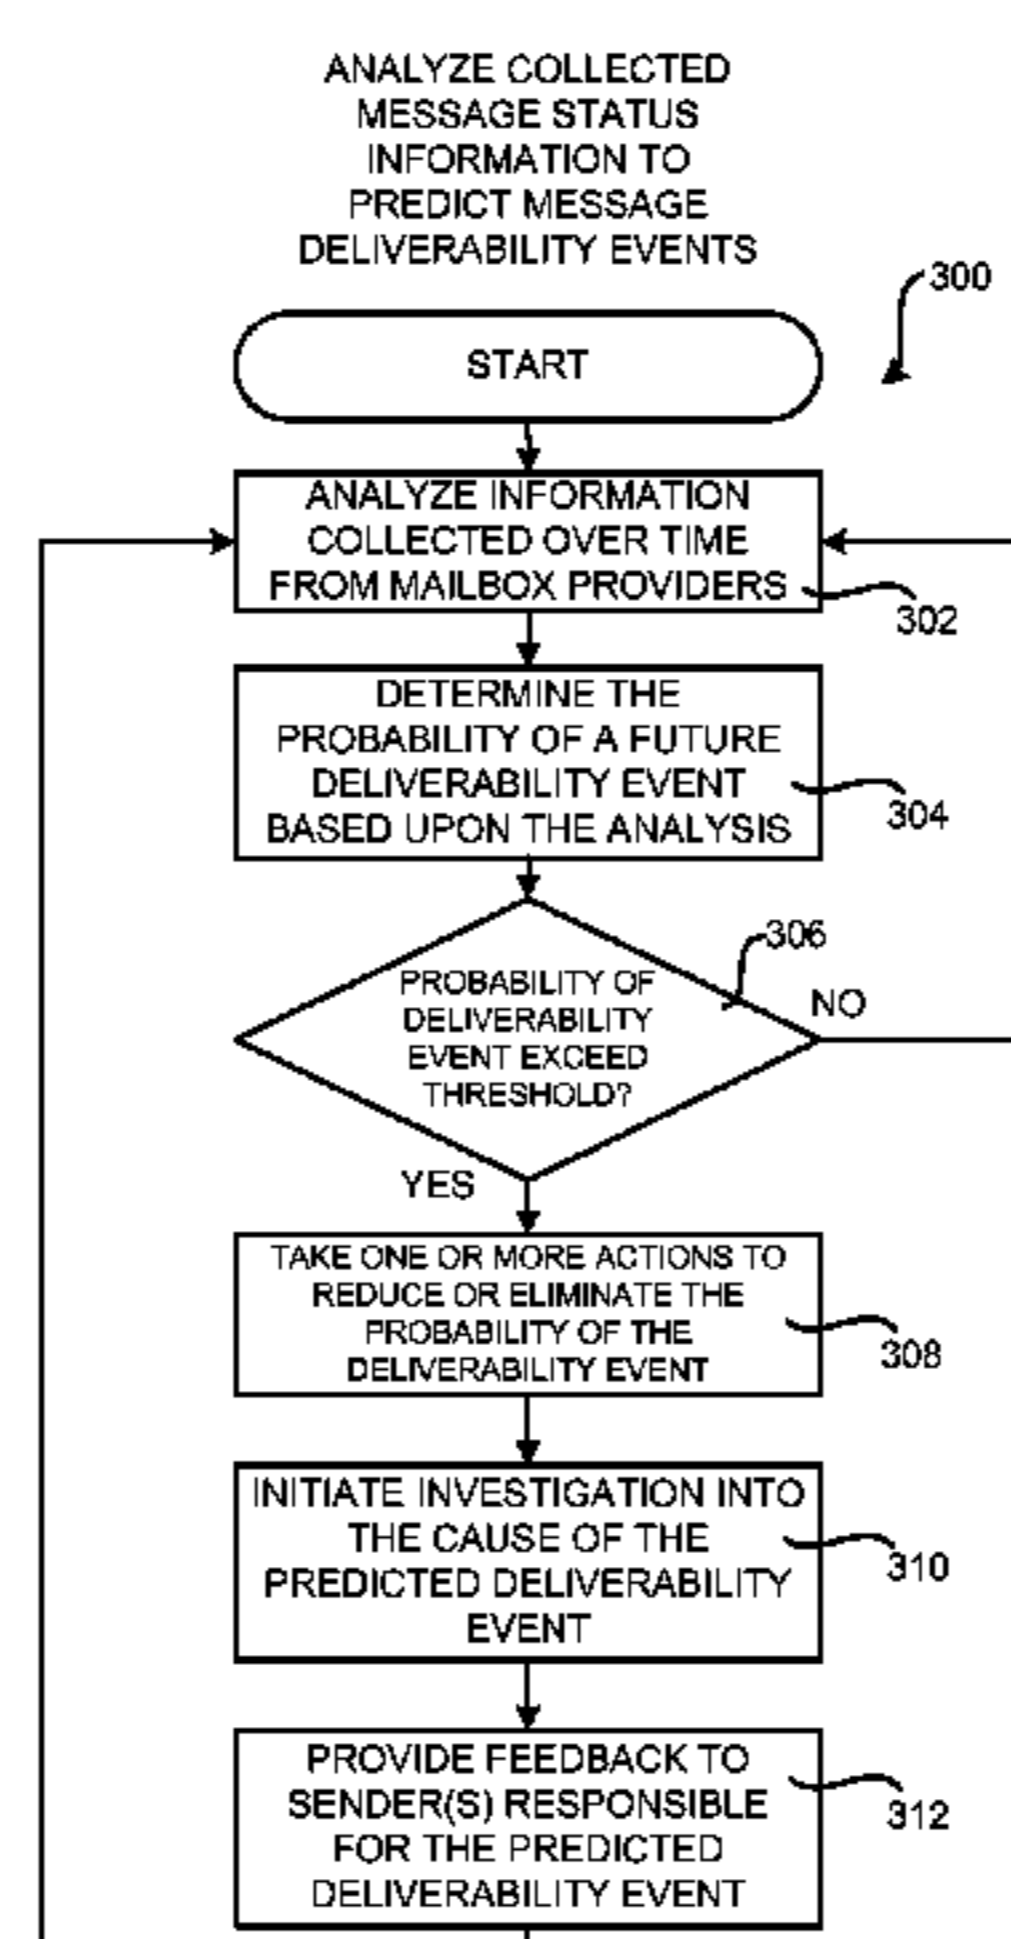 ANALYZE COLLECTED
MESSAGE STATUS
INFORMATION TO
PREDICT MESSAGE
DELIVERABILITY EVENTS
300
START
ANALYZE INFORMATION
COLLECTED OVER TIME
FROM MAILBOX PROVIDERS
302
DETERMINE THE
PROBABILITY OF A FUTURE
DELIVERABILITY EVENT
BASED UPON THE ANALYSIS
304
306
PROBABILITY OF
DELIVERABILITY
EVENT EXCEED
THRESHOLD?
NO
YES
TAKE ONE OR MORE ACTIONS TO
REDUCE OR ELIMINATE THE
PROBABILITY OF THE
DELIVERABILITY EVENT
308
INITIATE INVESTIGATION INTO
THE CAUSE OF THE
PREDICTED DELIVERABILITY
EVENT
310
PROVIDE FEEDBACK TO
SENDER(S) RESPONSIBLE
FOR THE PREDICTED
DELIVERABILITY EVENT
312